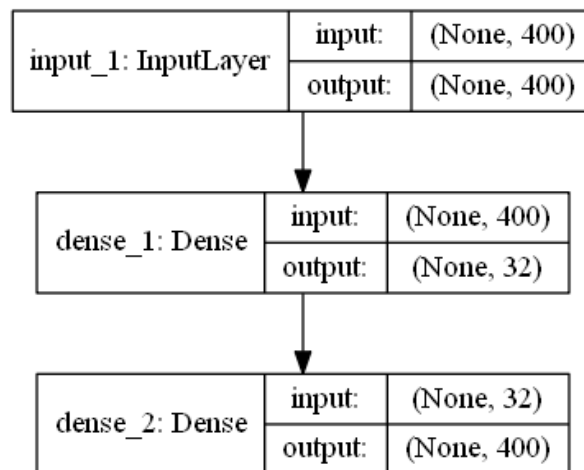 input_1: InputLayer
input: (None, 400)
output: (None, 400)
dense_1: Dense
input: (None, 400)
output: (None, 32)
dense_2: Dense
input: (None, 32)
output: (None, 400)